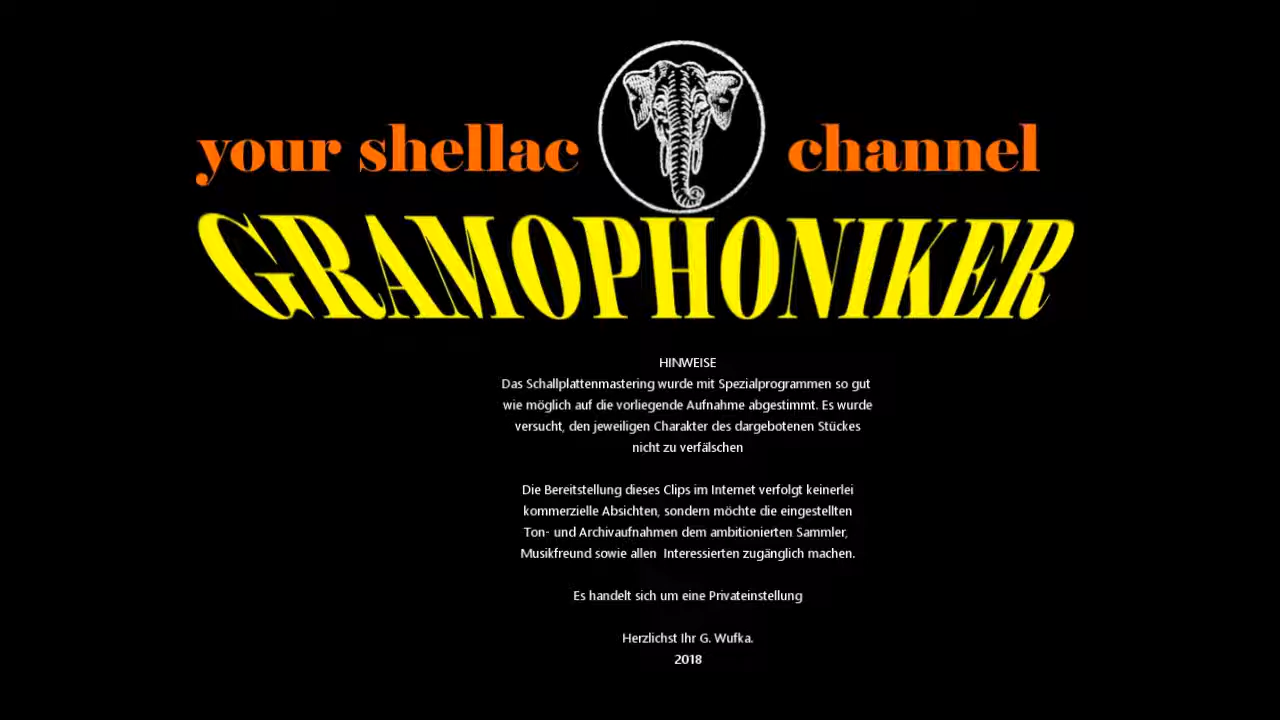 your shellac channel
GRAMOPHONIKER
HINWEISE
Das Schallplattenmastering wurde mit Spezialprogrammen so gut
wie möglich auf die vorliegende Aufnahme abgestimmt. Es wurde
versucht, den jeweiligen Charakter des dargebotenen Stückes
nicht zu verfälschen
Die Bereitstellung dieses Clips im Internet verfolgt keinerlei
kommerzielle Absichten, sondern möchte die eingestellten
Ton- und Archivaufnahmen dem ambitionierten Sammler,
Musikfreund sowie allen Interessierten zugänglich machen.
Es handelt sich um eine Privateinstellung
Herzlichst Ihr G. Wufka.
2018